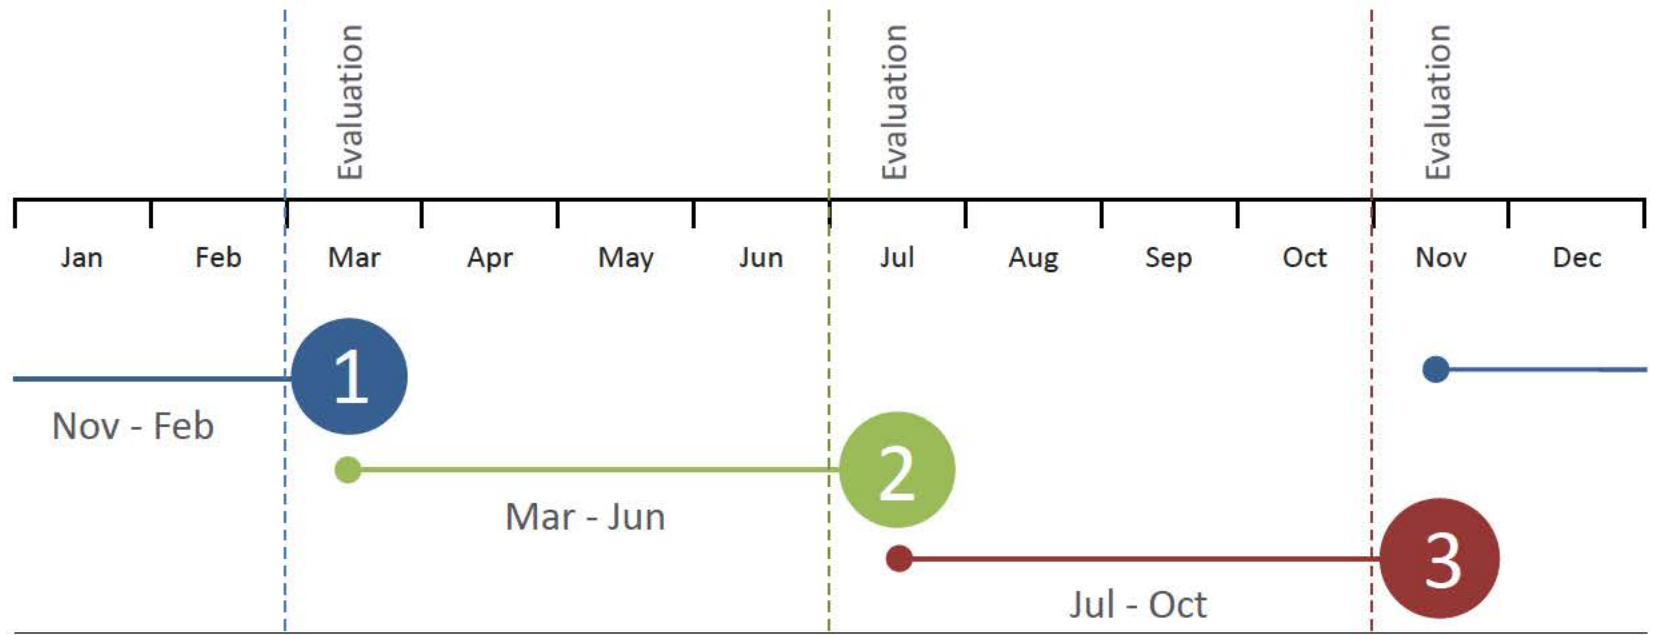 Evaluation
Evaluation
Evaluation
Jan Feb Mar Apr May Jun Jul Aug Sep Oct Nov Dec
1
Nov - Feb
2
Mar - Jun
3
Jul - Oct